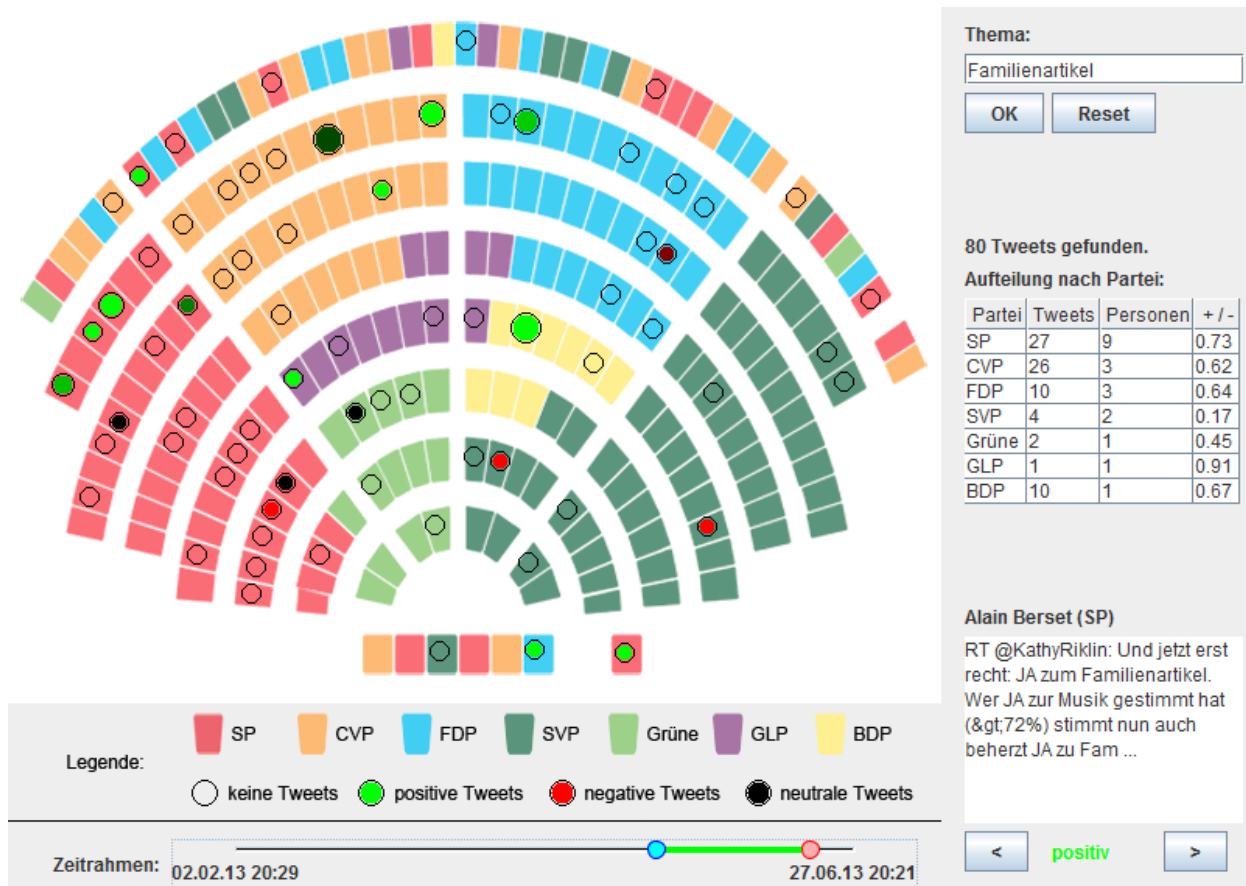 Thema:
Familienartikel
OK Reset
80 Tweets gefunden.
Aufteilung nach Partei:
Partei Tweets Personen + / -
SP 27 9 0.73
CVP 26 3 0.62
FDP 10 3 0.64
SVP 4 2 0.17
Grüne 2 1 0.45
GLP 1 1 0.91
BDP 10 1 0.67
Alain Berset (SP)
RT @KathyRiklin: Und jetzt erst
recht: JA zum Familienartikel.
Wer JA zur Musik gestimmt hat
(&gt;72%) stimmt nun auch
beherzt JA zu Fam ...
< positiv >
Legende:
SP CVP FDP SVP Grüne GLP BDP
keine Tweets positive Tweets negative Tweets neutrale Tweets
Zeitrahmen:
02.02.13 20:29 27.06.13 20:21